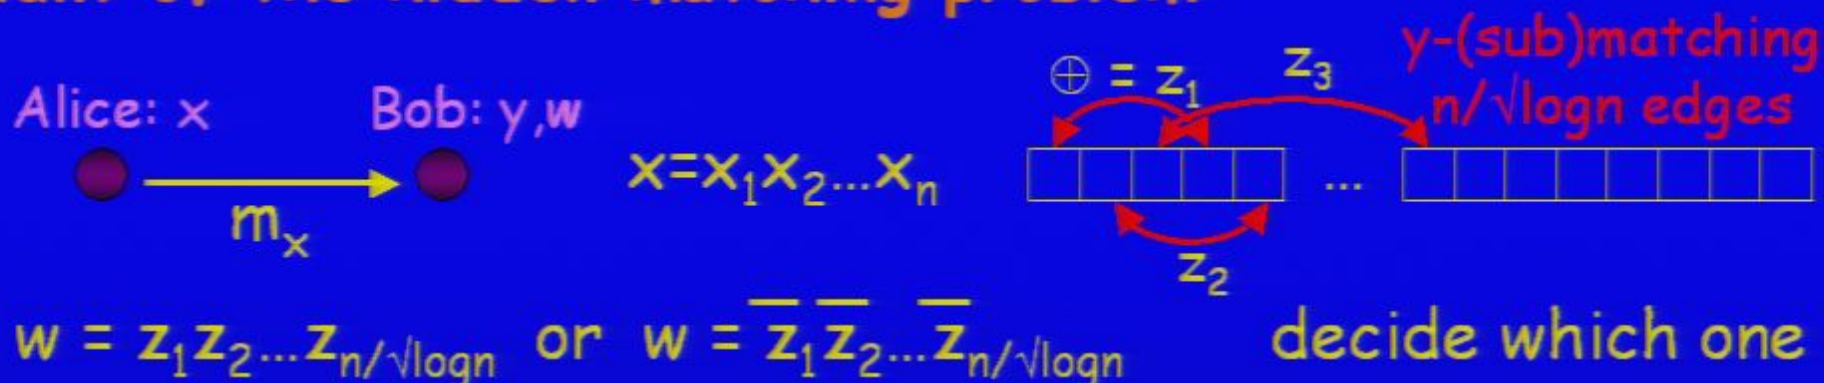 ⊕ = z₁ z₃ y-(sub)matching
n/√logn edges
Alice: x Bob: y,w
x=x₁x₂...xₙ ...
mₓ
z₂
w = z₁z₂...z_{n/√logn} or w = z̅₁z̅₂...z̅_{n/√logn} decide which one